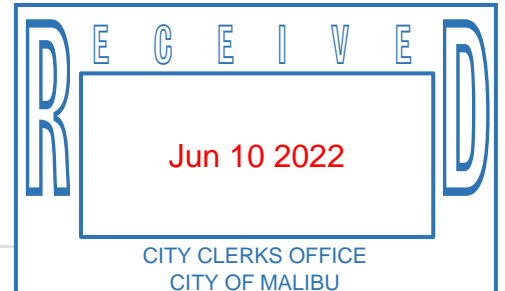 RECEIVED
Jun 10 2022
CITY CLERKS OFFICE
CITY OF MALIBU